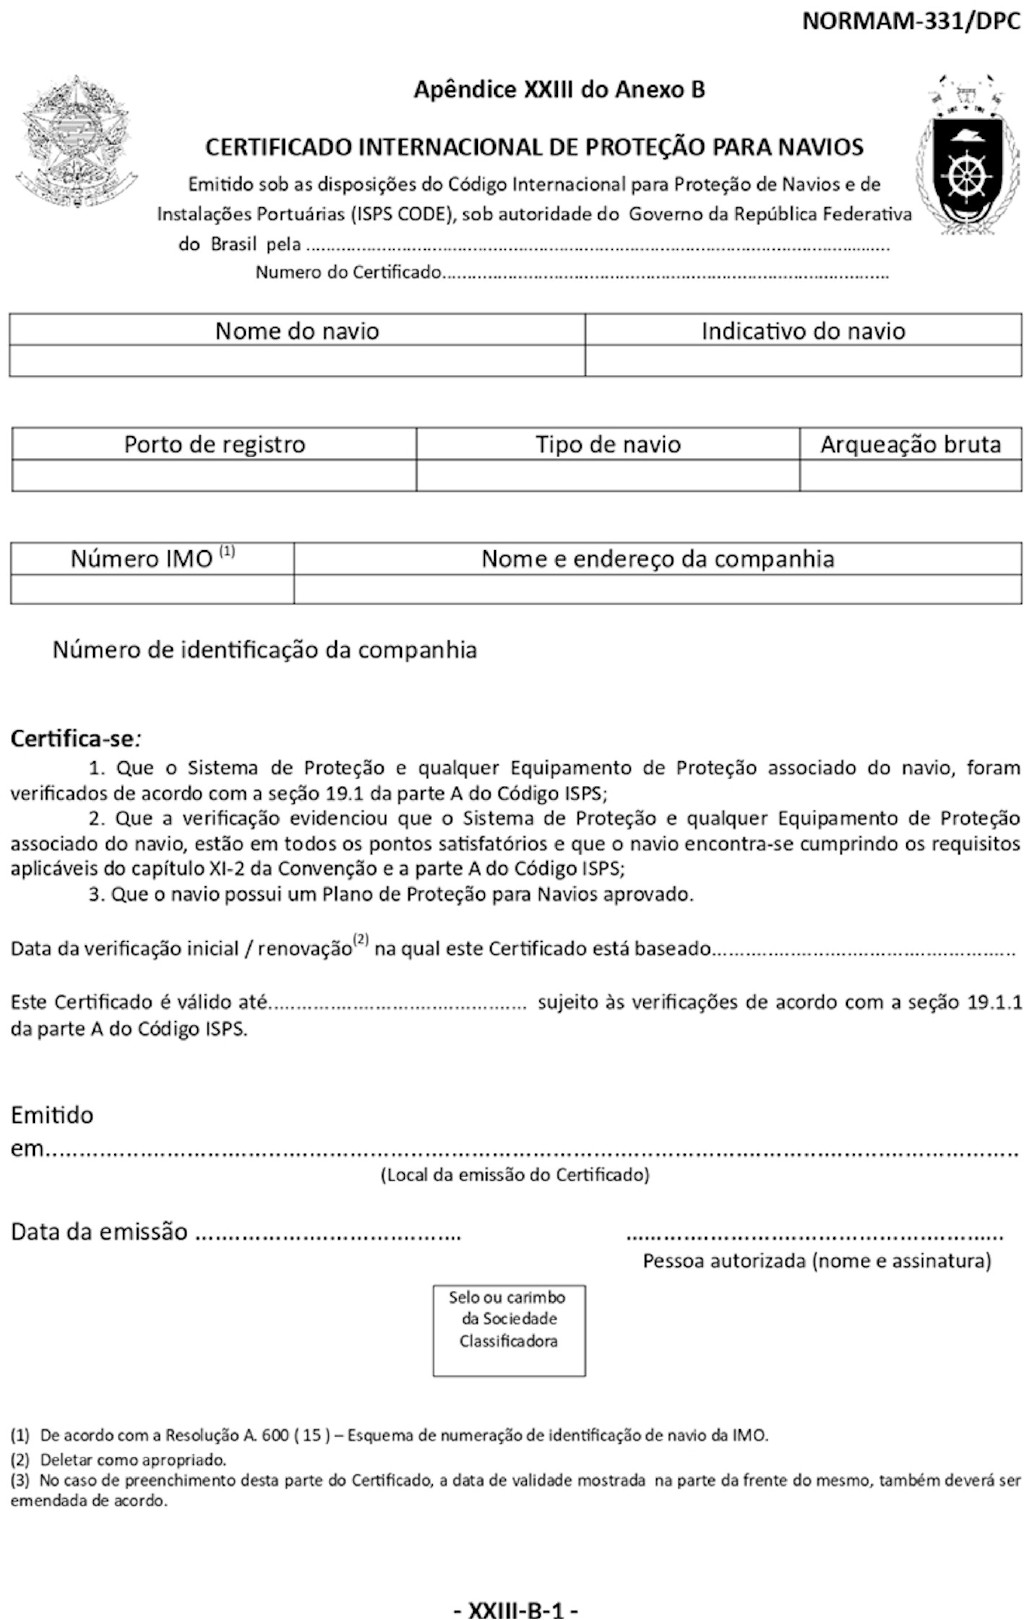 NORMAM-331/DPC
Apêndice XXIII do Anexo B
CERTIFICADO INTERNACIONAL DE PROTEÇÃO PARA NAVIOS
Emitido sob as disposições do Código Internacional para Proteção de Navios e de
Instalações Portuárias (ISPS CODE), sob autoridade do Governo da República Federativa
do Brasil pela ........................................................................................................................
Numero do Certificado............................................................................................
Nome do navio Indicativo do navio
Porto de registro Tipo de navio Arqueação bruta
Número IMO (1) Nome e endereço da companhia
Número de identificação da companhia
Certifica-se:
1. Que o Sistema de Proteção e qualquer Equipamento de Proteção associado do navio, foram
verificados de acordo com a seção 19.1 da parte A do Código ISPS;
2. Que a verificação evidenciou que o Sistema de Proteção e qualquer Equipamento de Proteção
associado do navio, estão em todos os pontos satisfatórios e que o navio encontra-se cumprindo os requisitos
aplicáveis do capítulo XI-2 da Convenção e a parte A do Código ISPS;
3. Que o navio possui um Plano de Proteção para Navios aprovado.
Data da verificação inicial / renovação(2) na qual este Certificado está baseado......................................................
Este Certificado é válido até.............................................. sujeito às verificações de acordo com a seção 19.1.1
da parte A do Código ISPS.
Emitido
em.............................................................................................................................................
(Local da emissão do Certificado)
Data da emissão ........................................ ........................................................
Pessoa autorizada (nome e assinatura)
Selo ou carimbo
da Sociedade
Classificadora
(1) De acordo com a Resolução A. 600 ( 15 ) – Esquema de numeração de identificação de navio da IMO.
(2) Deletar como apropriado.
(3) No caso de preenchimento desta parte do Certificado, a data de validade mostrada na parte da frente do mesmo, também deverá ser
emendada de acordo.
- XXIII-B-1 -